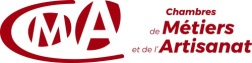 CMA
Chambres
de Métiers
et de l'Artisanat